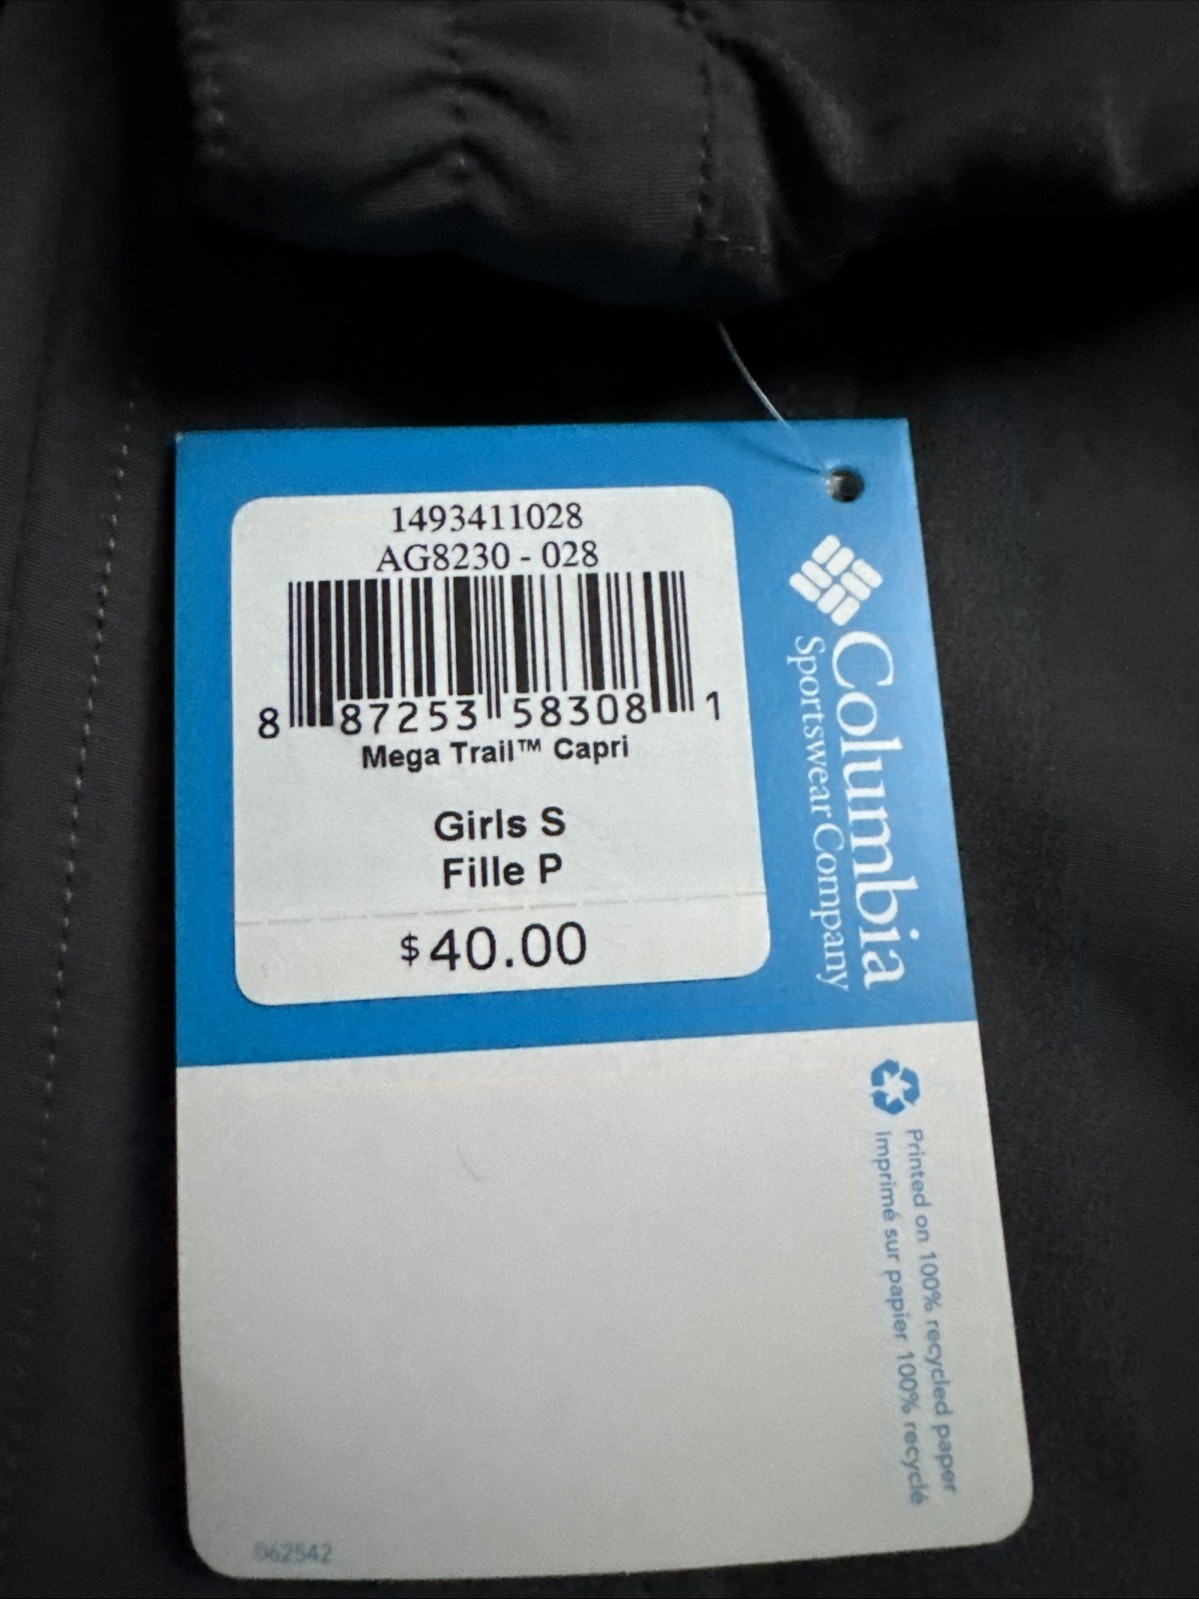 1493411028
AG8230 - 028
8 87253 58308 1
Mega Trail™ Capri
Girls S
Fille P
$40.00
Columbia
Sportswear Company
Printed on 100% recycled paper
Imprimé sur papier 100% recyclé
062542